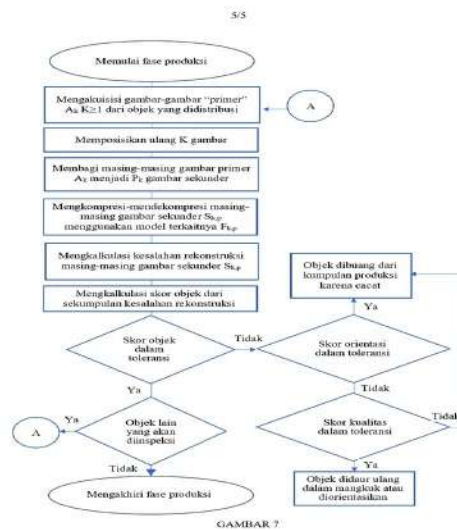 5/5
Memulai fase produksi
Mengakuisisi gambar-gambar “primer”
Aₖ K≥1 dari objek yang didistribusi
A
Memposisikan ulang K gambar
Membagi masing-masing gambar primer
Aₖ menjadi Pₖ gambar sekunder
Mengkompresi-mendekompresi masing-
masing gambar sekunder Sₖ,ₚ
menggunakan model terkaitnya Fₖ,ₚ
Mengkalkulasi kesalahan rekonstruksi
masing-masing gambar sekunder Sₖ,ₚ
Mengkalkulasi skor objek dari
sekumpulan kesalahan rekonstruksi
Objek dibuang dari
kumpulan produksi
karena cacat
Ya
Skor objek
dalam
toleransi
Tidak
Skor orientasi
dalam toleransi
Ya
Tidak
A
Ya
Objek lain
yang akan
diinspeksi
Skor kualitas
dalam toleransi
Tidak
Tidak
Ya
Mengakhiri fase produksi
Objek didaur ulang
dalam mangkuk atau
diorientasikan
GAMBAR 7